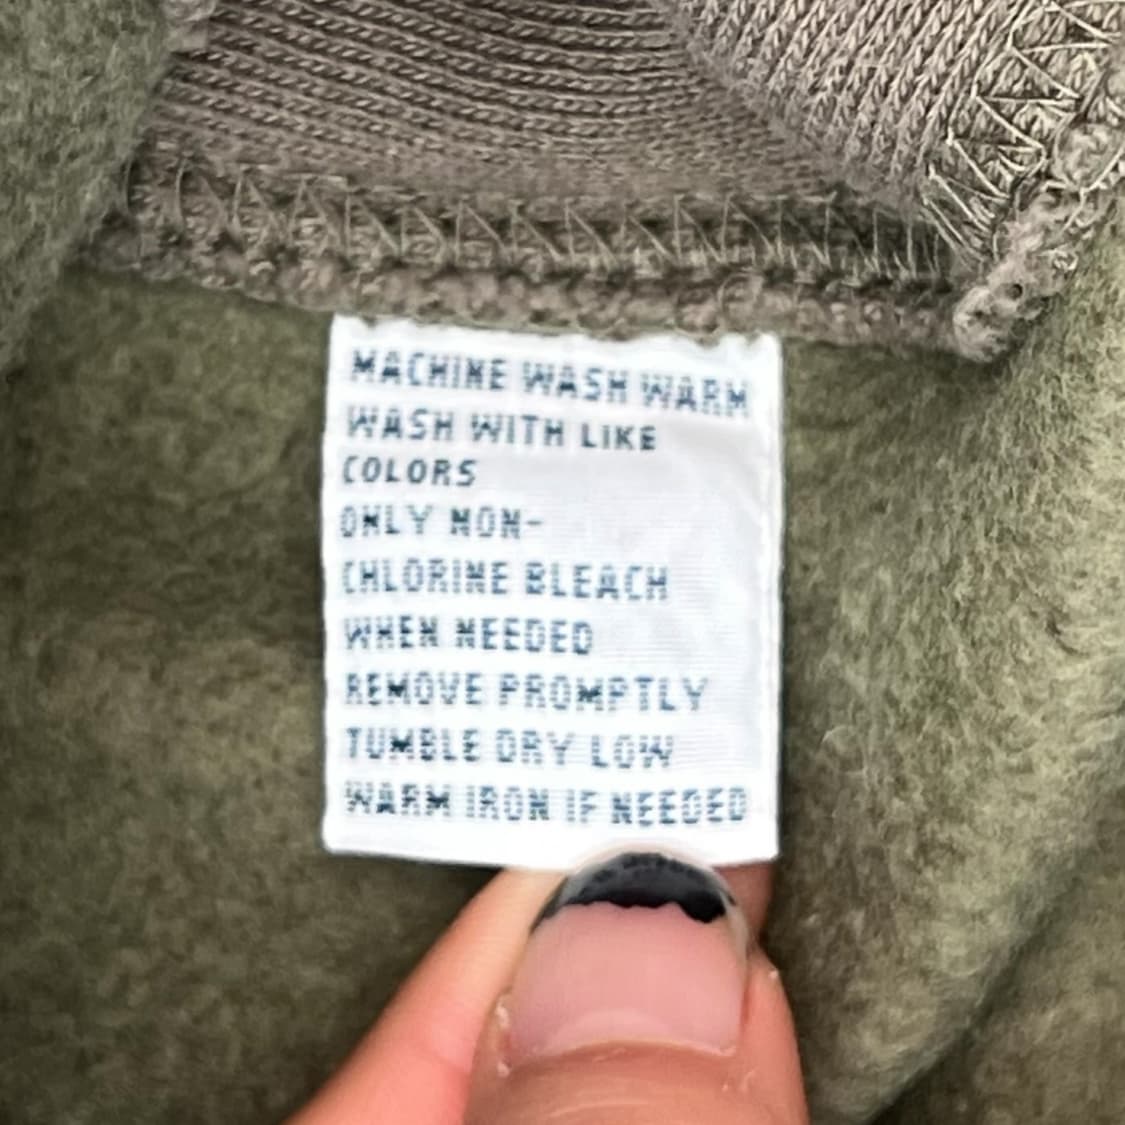 MACHINE WASH WARM
WASH WITH LIKE
COLORS
ONLY NON-
CHLORINE BLEACH
WHEN NEEDED
REMOVE PROMPTLY
TUMBLE DRY LOW
WARM IRON IF NEEDED